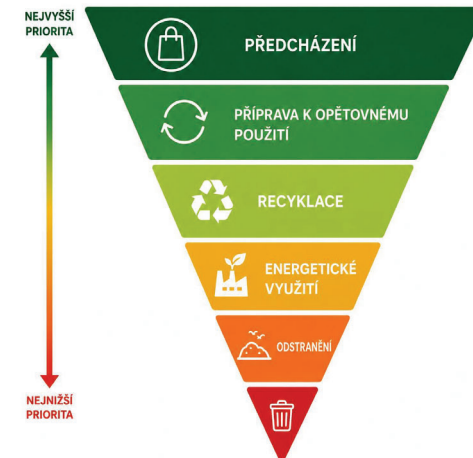 NEJVYŠŠÍ
PRIORITA
PŘEDCHÁZENÍ
PŘÍPRAVA K OPĚTOVNÉMU
POUŽITÍ
RECYKLACE
ENERGETICKÉ
VYUŽITÍ
ODSTRANĚNÍ
NEJNIŽŠÍ
PRIORITA